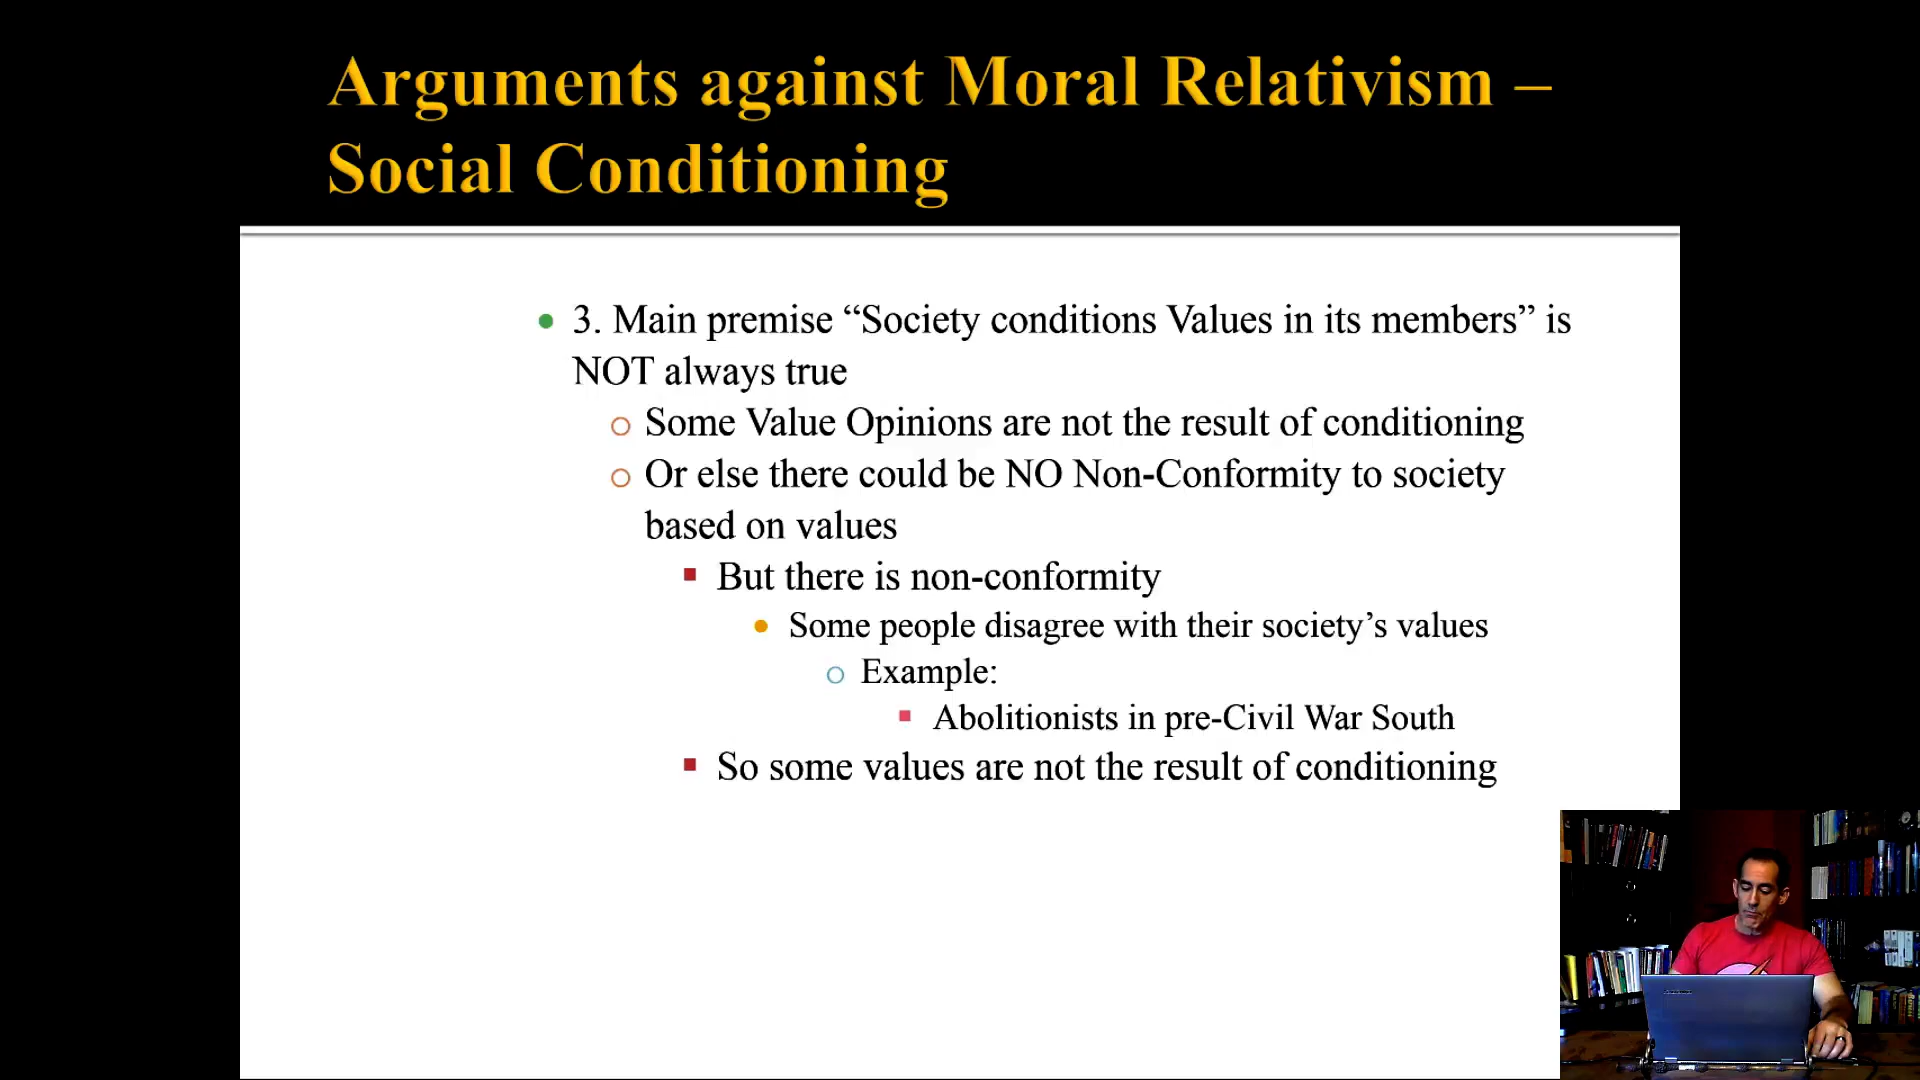 Arguments against Moral Relativism –
Social Conditioning
3. Main premise “Society conditions Values in its members” is
NOT always true
Some Value Opinions are not the result of conditioning
Or else there could be NO Non-Conformity to society
based on values
But there is non-conformity
Some people disagree with their society’s values
Example:
Abolitionists in pre-Civil War South
So some values are not the result of conditioning